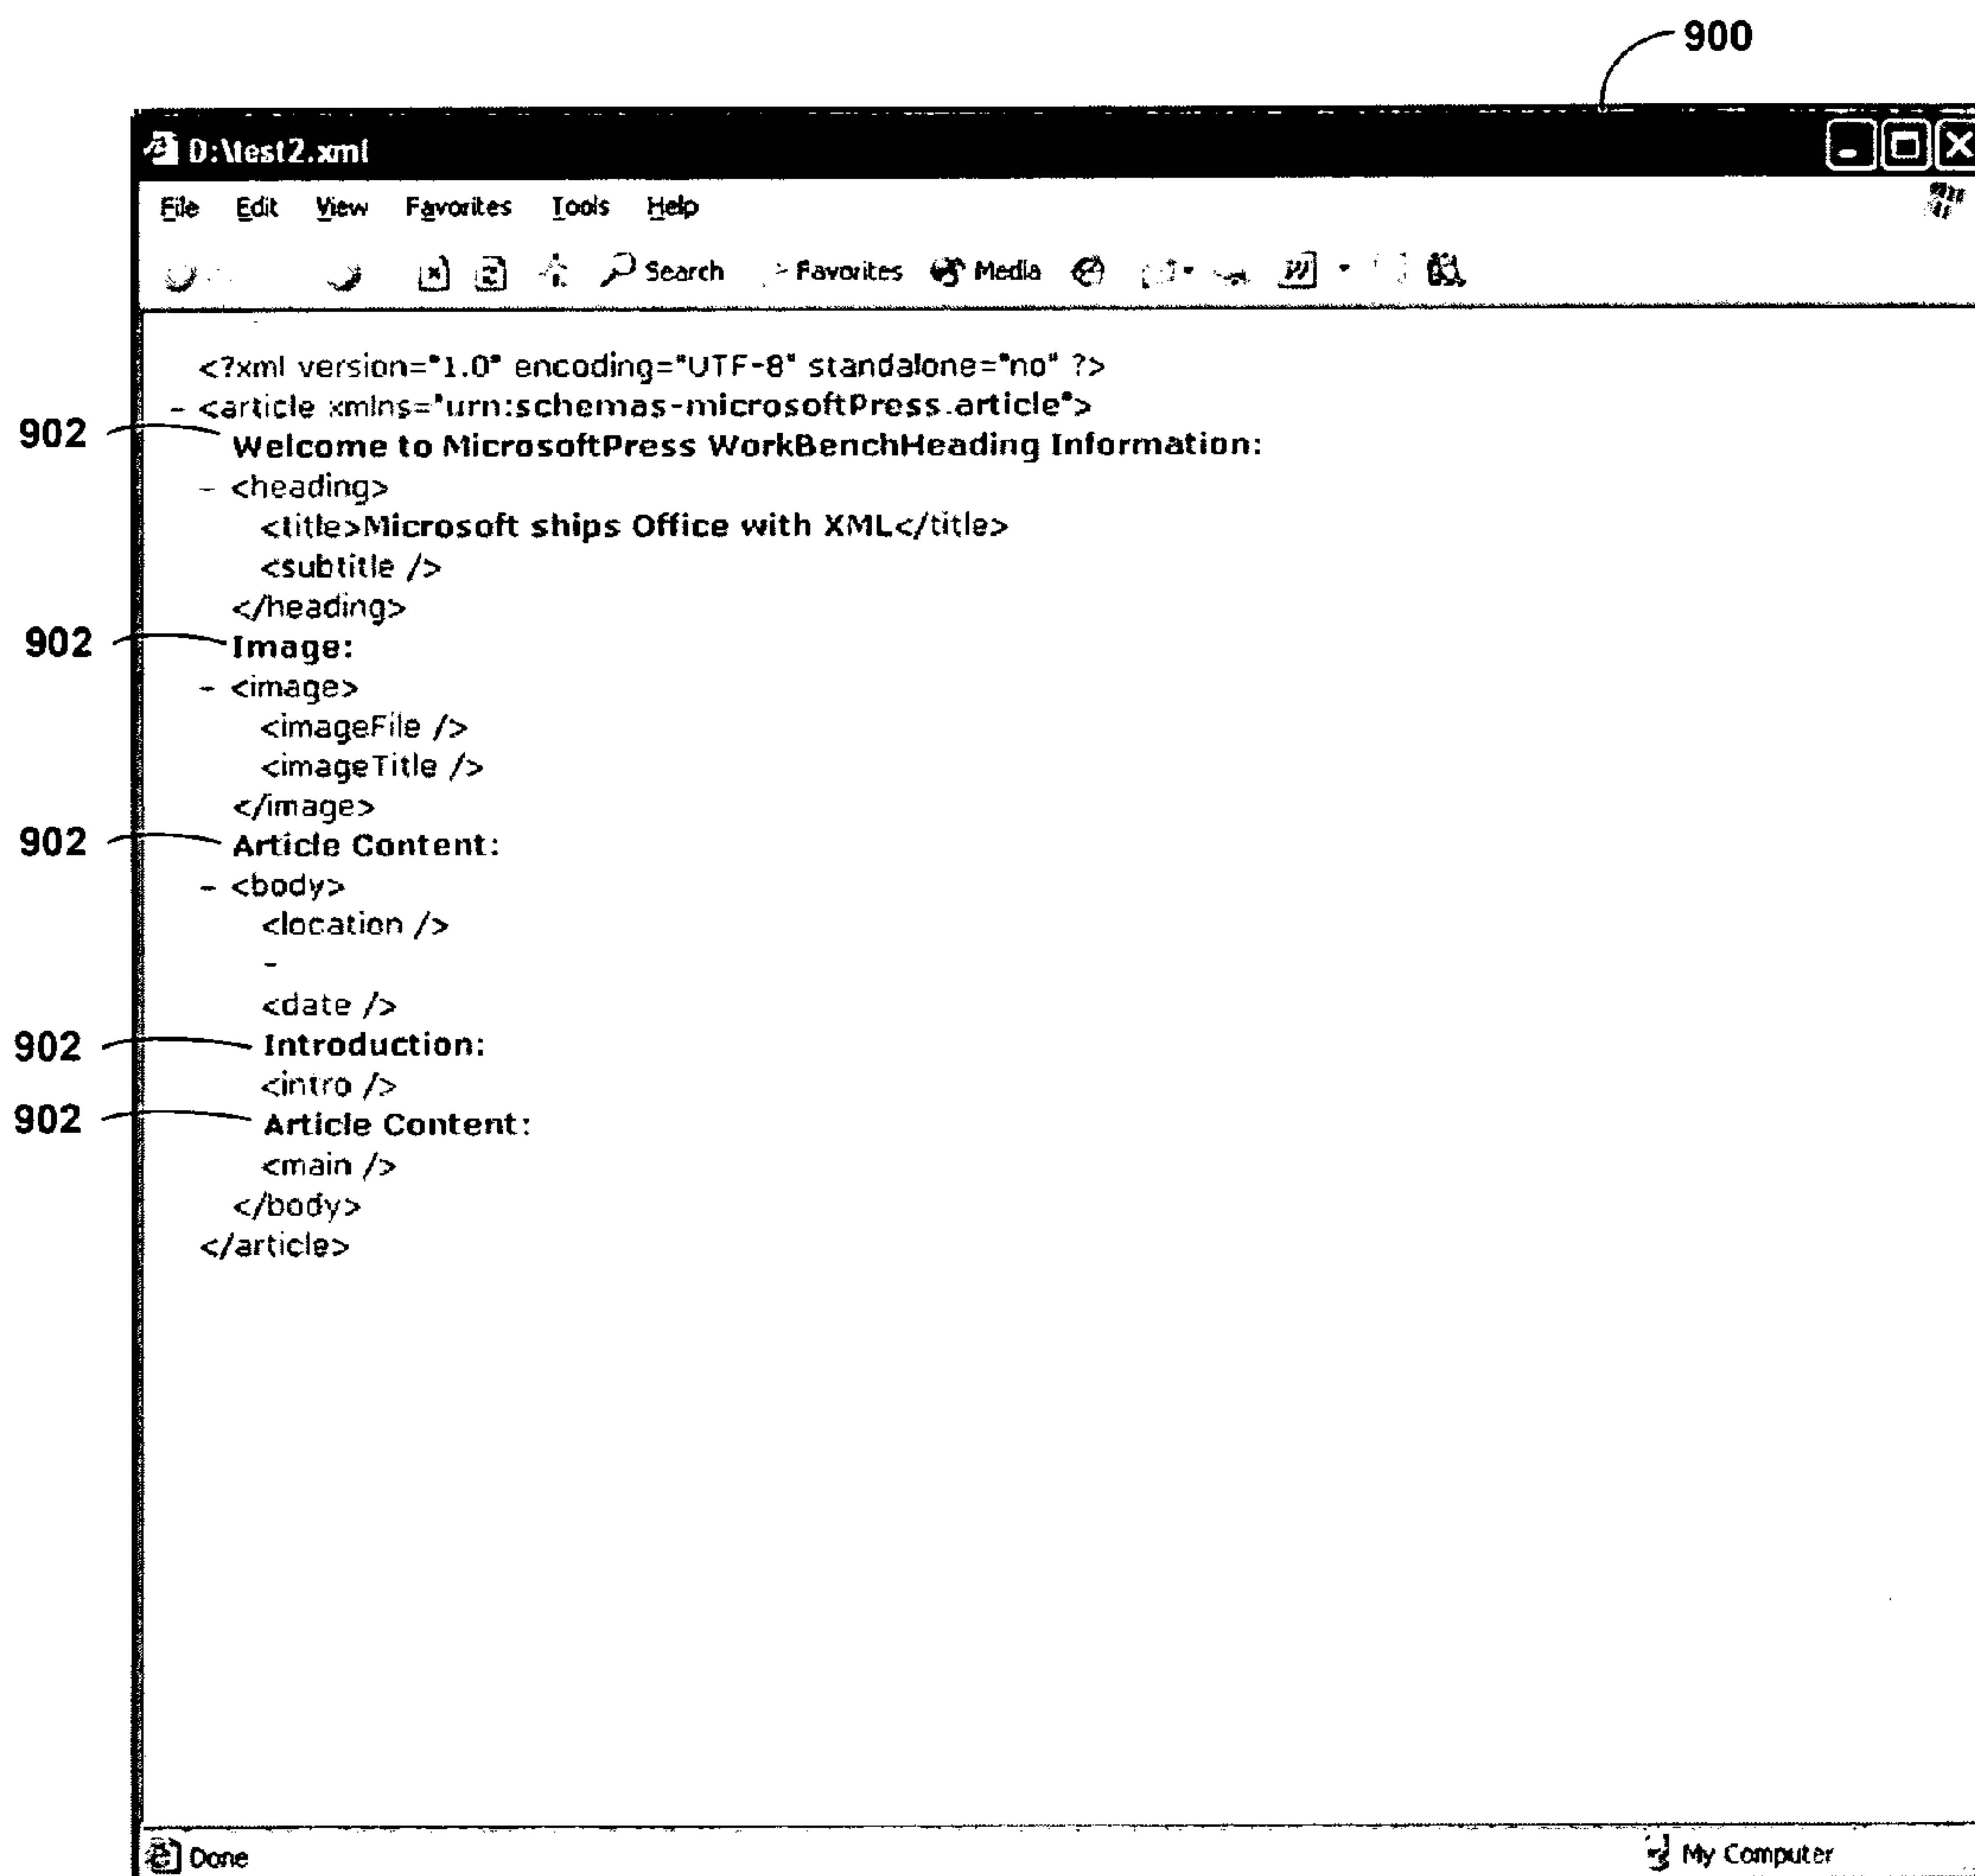 900
D:\test2.xml
File Edit View Favorites Tools Help
Search Favorites Media
<?xml version="1.0" encoding="UTF-8" standalone="no" ?>
- <article xmlns="urn:schemas-microsoftPress.article">
902 Welcome to MicrosoftPress WorkBenchHeading Information:
- <heading>
<title>Microsoft ships Office with XML</title>
<subtitle />
</heading>
902 Image:
- <image>
<imageFile />
<imageTitle />
</image>
902 Article Content:
- <body>
<location />
-
<date />
902 Introduction:
<intro />
902 Article Content:
<main />
</body>
</article>
Done My Computer